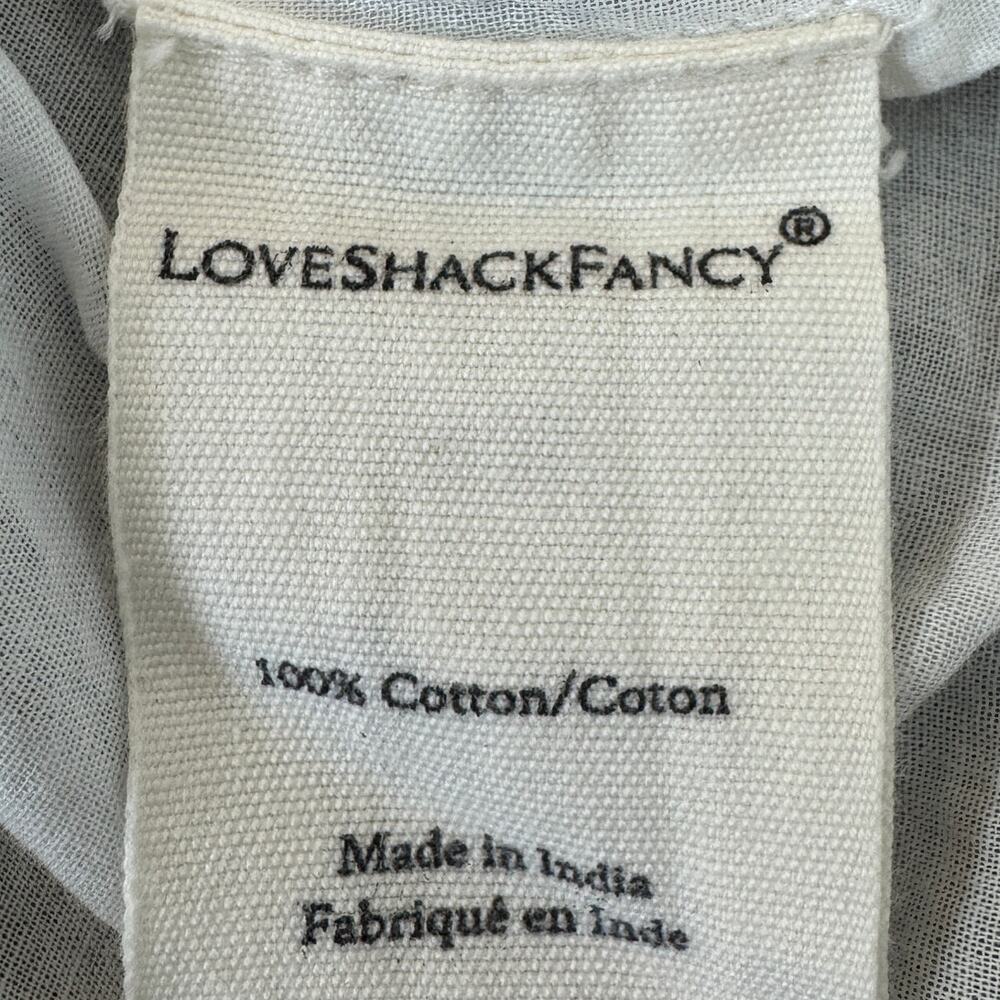 LOVESHACKFANCY®
100% Cotton/Coton
Made in India
Fabriqué en Inde